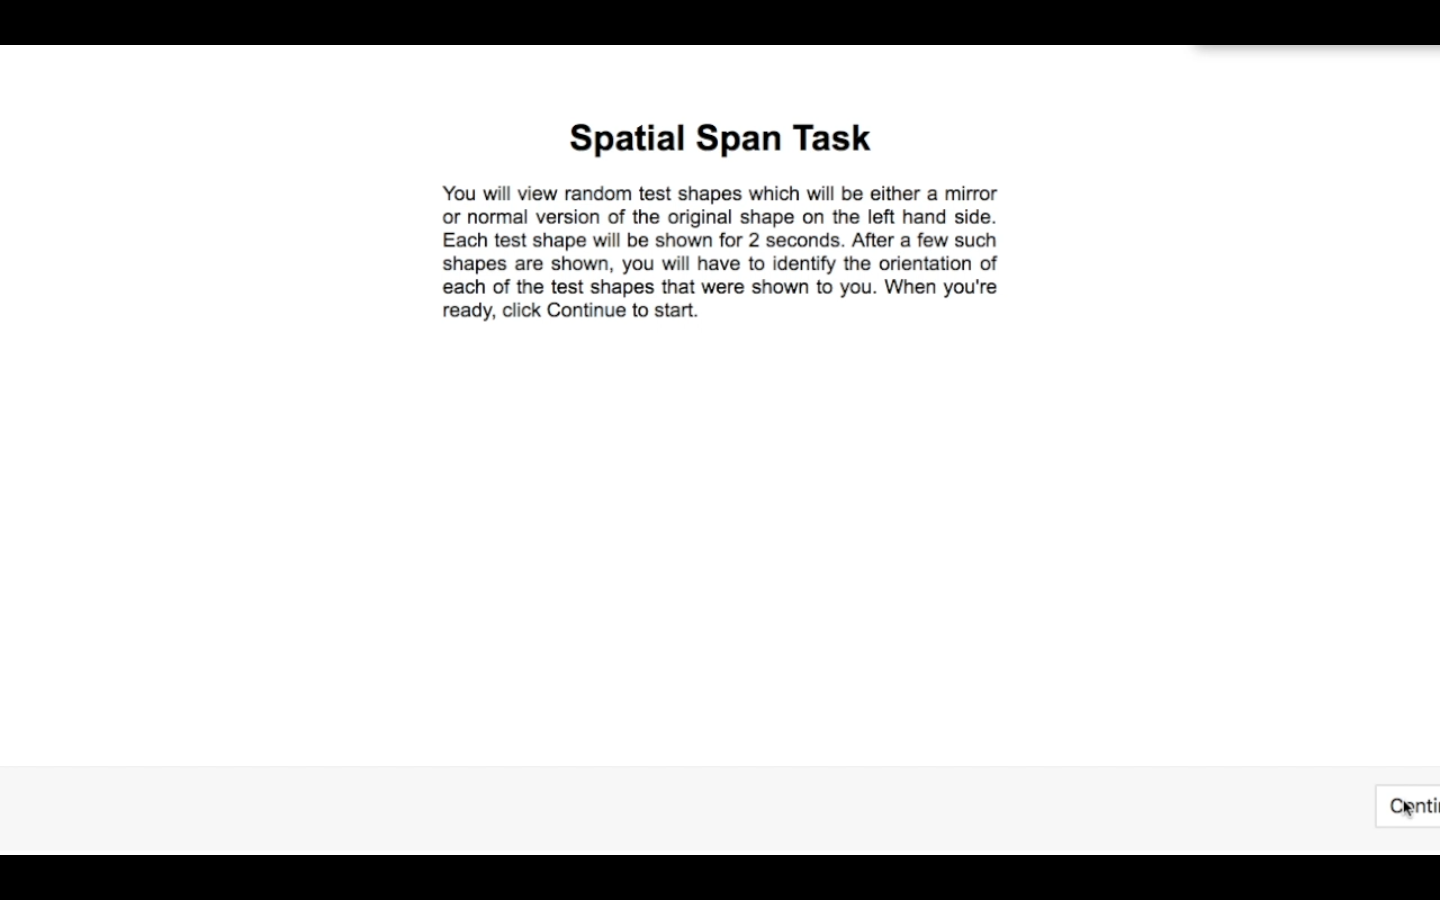 Spatial Span Task
You will view random test shapes which will be either a mirror
or normal version of the original shape on the left hand side.
Each test shape will be shown for 2 seconds. After a few such
shapes are shown, you will have to identify the orientation of
each of the test shapes that were shown to you. When you're
ready, click Continue to start.